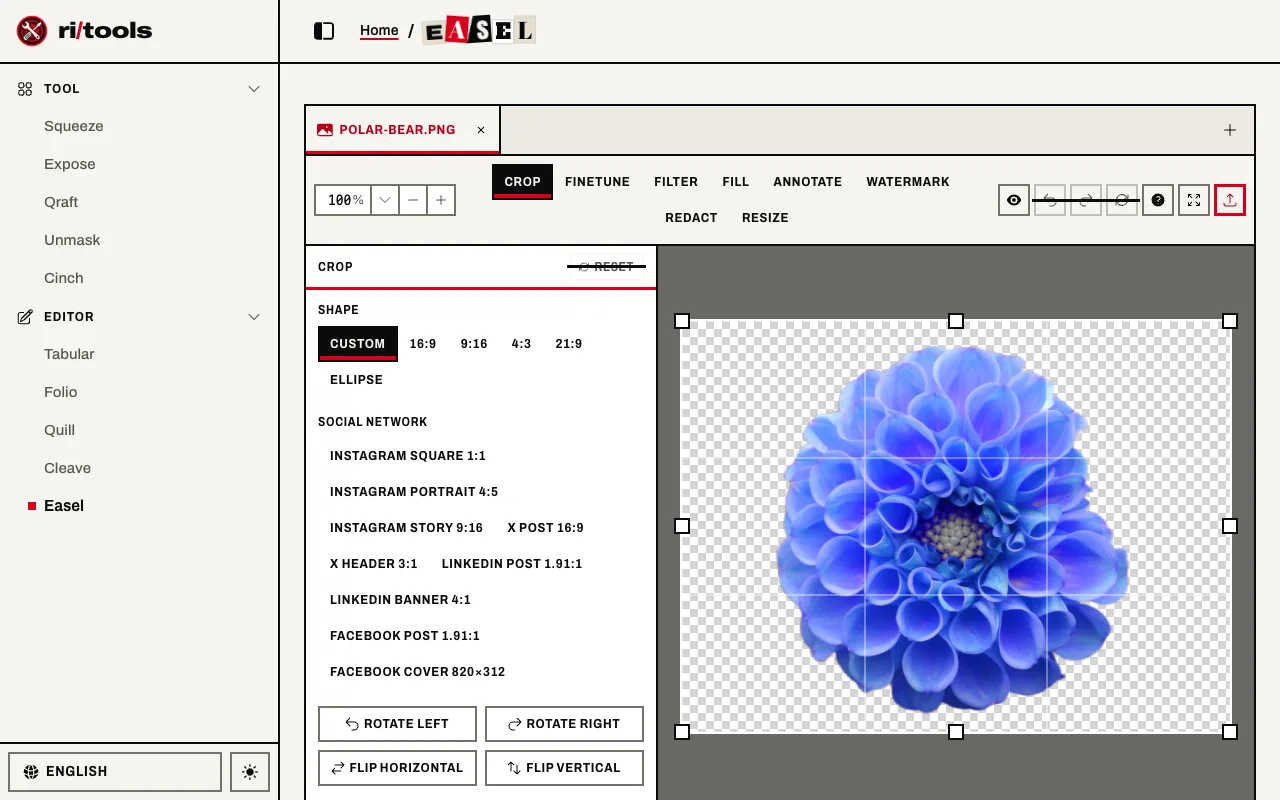 ri/tools
Home / EASEL
TOOL
Squeeze
Expose
Qraft
Unmask
Cinch
EDITOR
Tabular
Folio
Quill
Cleave
Easel
ENGLISH
POLAR-BEAR.PNG ×
100%
CROP FINETUNE FILTER FILL ANNOTATE WATERMARK
REDACT RESIZE
CROP RESET
SHAPE
CUSTOM 16:9 9:16 4:3 21:9
ELLIPSE
SOCIAL NETWORK
INSTAGRAM SQUARE 1:1
INSTAGRAM PORTRAIT 4:5
INSTAGRAM STORY 9:16 X POST 16:9
X HEADER 3:1 LINKEDIN POST 1.91:1
LINKEDIN BANNER 4:1
FACEBOOK POST 1.91:1
FACEBOOK COVER 820×312
ROTATE LEFT ROTATE RIGHT
FLIP HORIZONTAL FLIP VERTICAL